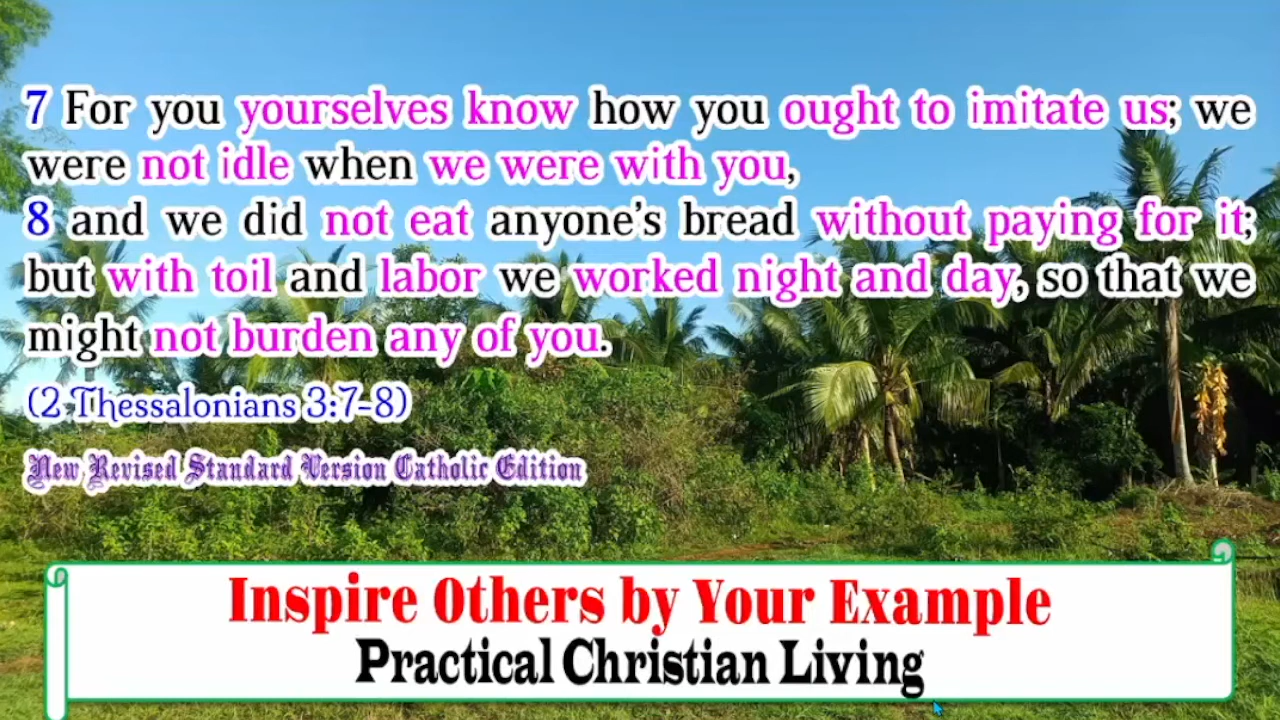 7 For you yourselves know how you ought to imitate us; we
were not idle when we were with you,
8 and we did not eat anyone’s bread without paying for it;
but with toil and labor we worked night and day, so that we
might not burden any of you.
(2 Thessalonians 3:7-8)
New Revised Standard Version Catholic Edition
Inspire Others by Your Example
Practical Christian Living